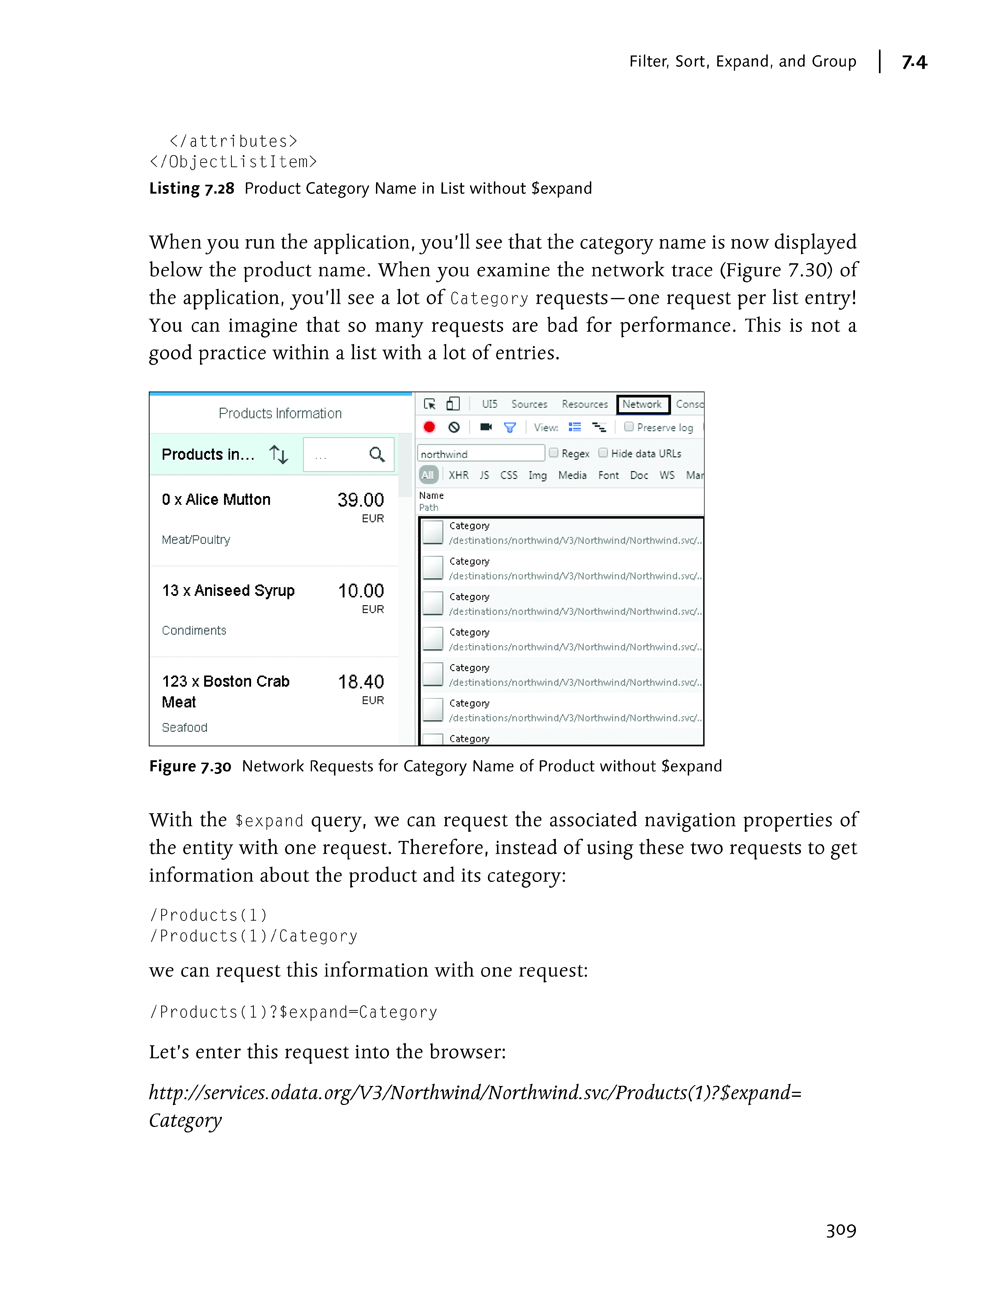 Filter, Sort, Expand, and Group | 7.4
</attributes>
</ObjectListItem>
Listing 7.28 Product Category Name in List without $expand
When you run the application, you'll see that the category name is now displayed
below the product name. When you examine the network trace (Figure 7.30) of
the application, you'll see a lot of Category requests—one request per list entry!
You can imagine that so many requests are bad for performance. This is not a
good practice within a list with a lot of entries.
Products Information
Products in... ...
0 x Alice Mutton 39.00
EUR
Meat/Poultry
13 x Aniseed Syrup 10.00
EUR
Condiments
123 x Boston Crab 18.40
Meat EUR
Seafood
UI5 Sources Resources Network Conso
View: Preserve log
northwind Regex Hide data URLs
All XHR JS CSS Img Media Font Doc WS Mar
Name
Path
Category
/destinations/northwind/V3/Northwind/Northwind.svc/..
Category
/destinations/northwind/V3/Northwind/Northwind.svc/..
Category
/destinations/northwind/V3/Northwind/Northwind.svc/..
Category
/destinations/northwind/V3/Northwind/Northwind.svc/..
Category
/destinations/northwind/V3/Northwind/Northwind.svc/..
Category
/destinations/northwind/V3/Northwind/Northwind.svc/..
Category
Figure 7.30 Network Requests for Category Name of Product without $expand
With the $expand query, we can request the associated navigation properties of
the entity with one request. Therefore, instead of using these two requests to get
information about the product and its category:
/Products(1)
/Products(1)/Category
we can request this information with one request:
/Products(1)?$expand=Category
Let's enter this request into the browser:
http://services.odata.org/V3/Northwind/Northwind.svc/Products(1)?$expand=
Category
309